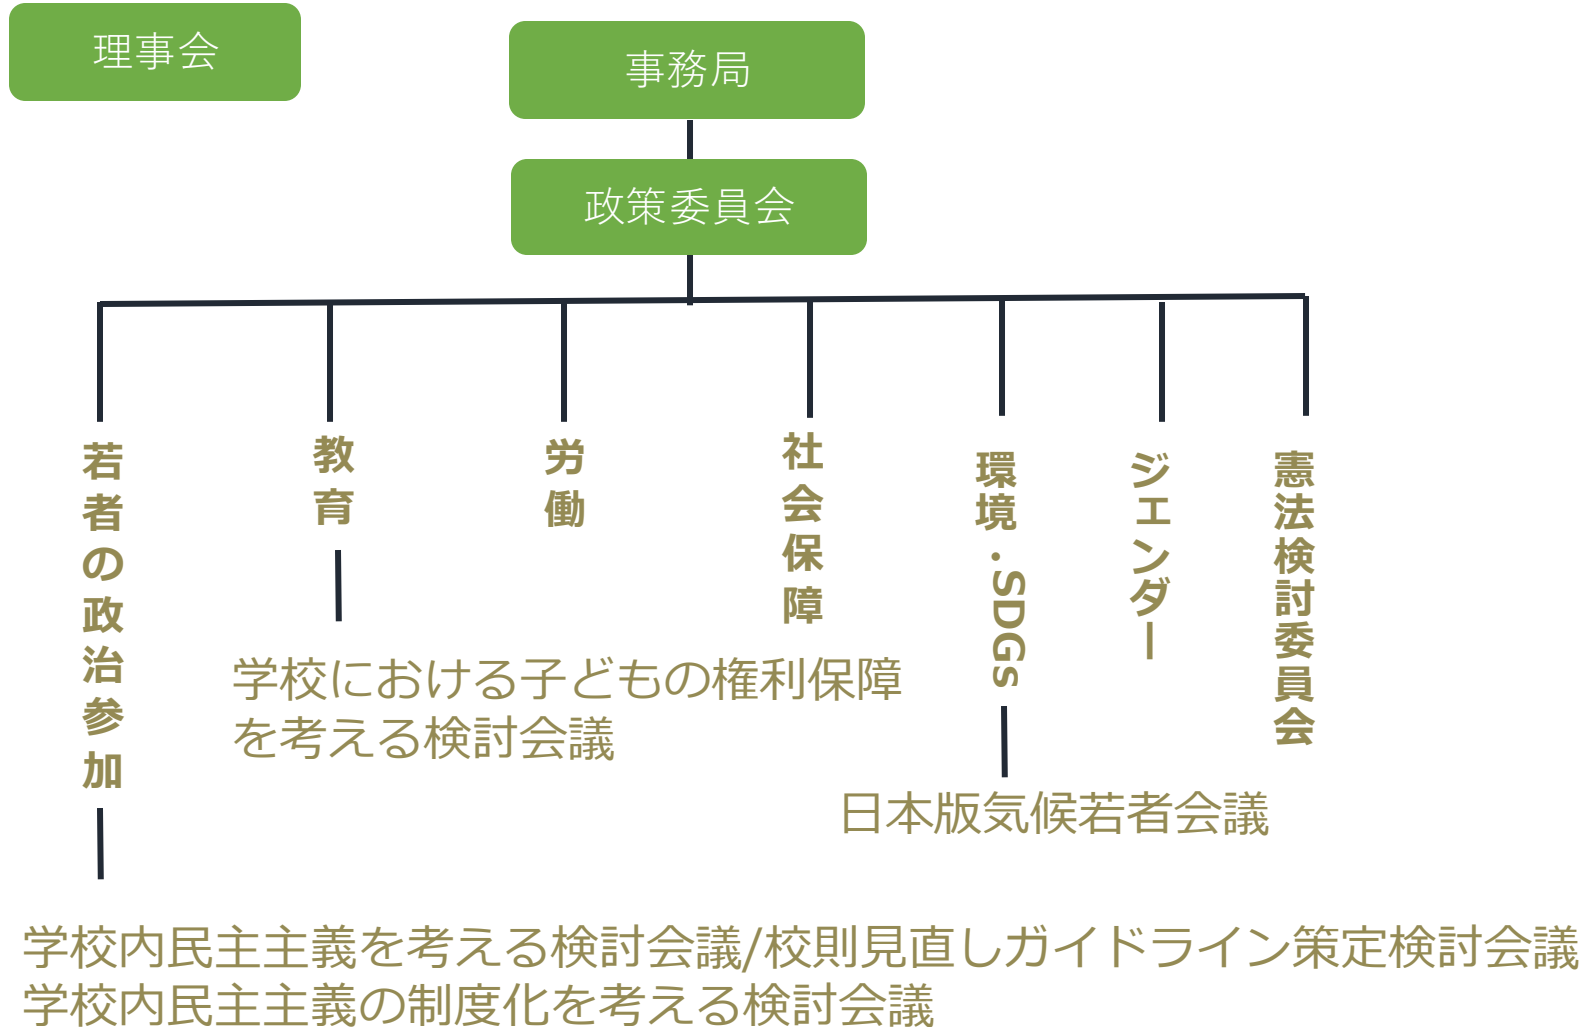 理事会
事務局
政策委員会
若者の政治参加
教育
労働
社会保障
環境.SDGs
ジェンダー
憲法検討委員会
学校における子どもの権利保障
を考える検討会議
日本版気候若者会議
学校内民主主義を考える検討会議/校則見直しガイドライン策定検討会議
学校内民主主義の制度化を考える検討会議